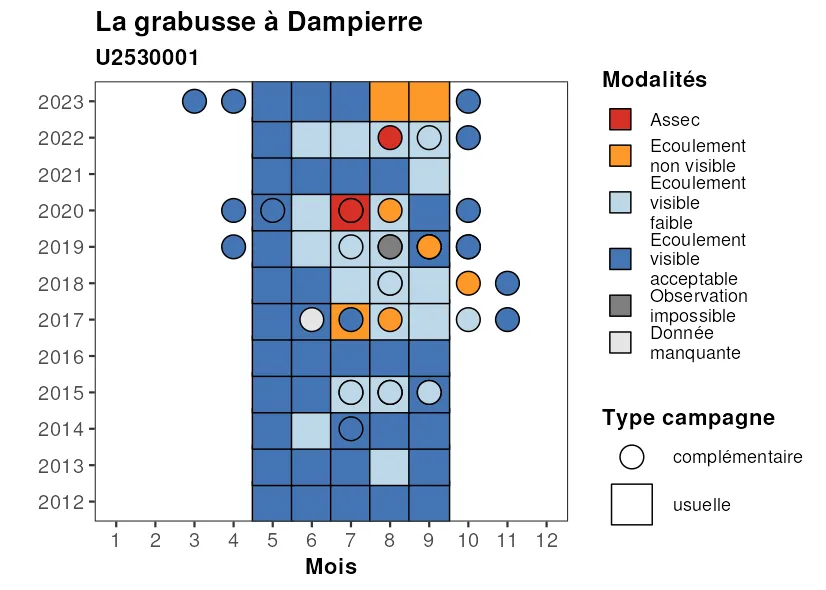 La grabusse à Dampierre
U2530001
2023
2022
2021
2020
2019
2018
2017
2016
2015
2014
2013
2012
1 2 3 4 5 6 7 8 9 10 11 12
Mois
Modalités
Assec
Ecoulement
non visible
Ecoulement
visible
faible
Ecoulement
visible
acceptable
Observation
impossible
Donnée
manquante
Type campagne
complémentaire
usuelle